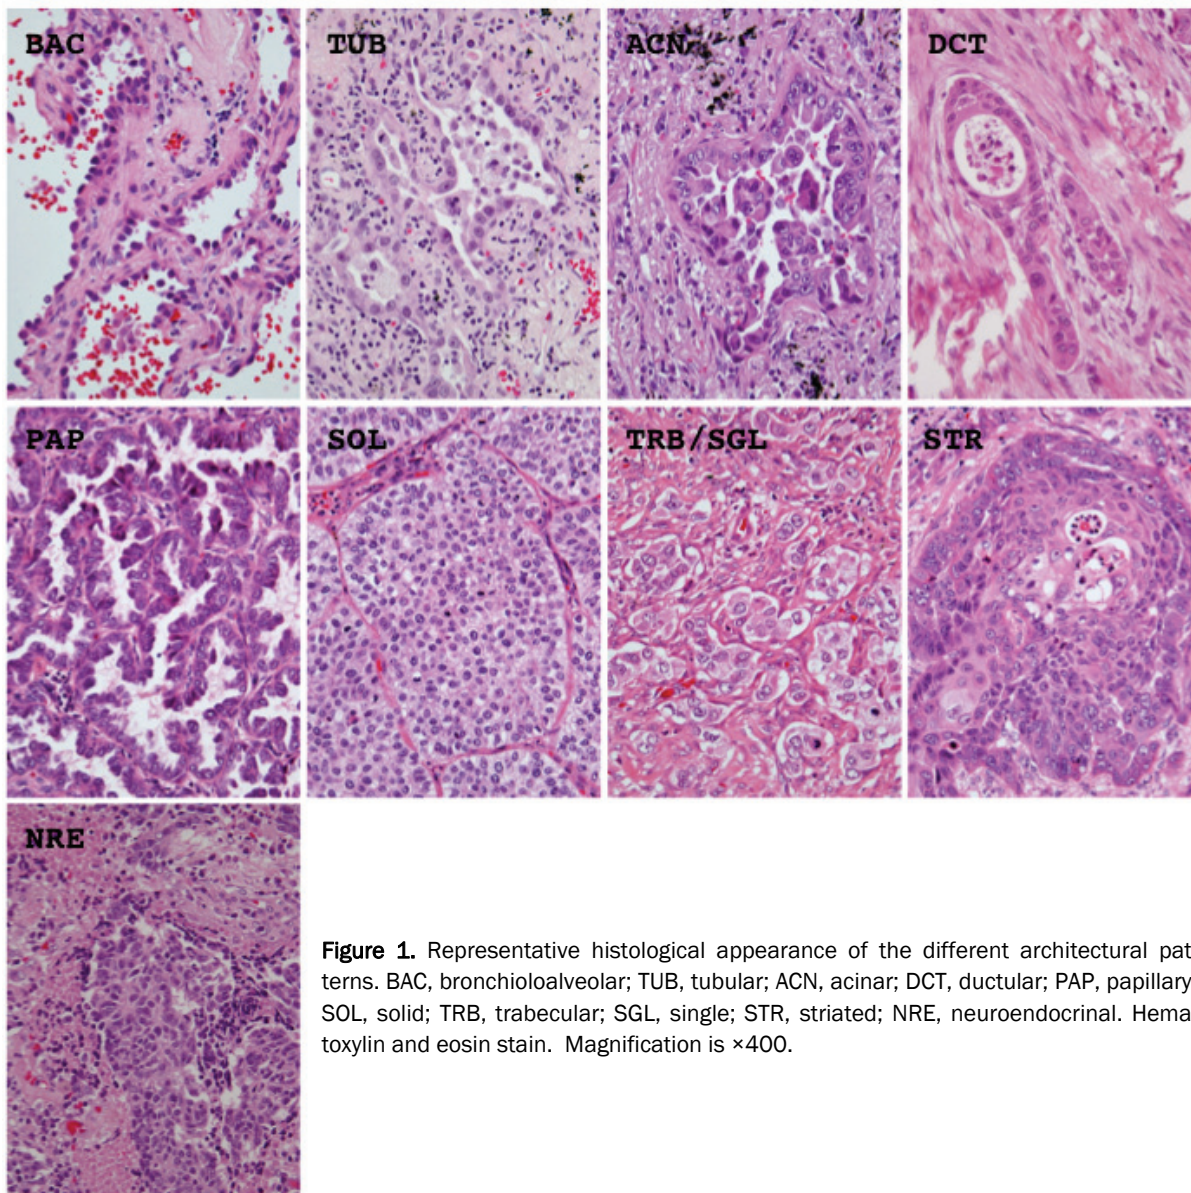 BAC TUB ACN DCT
PAP SOL TRB/SGL STR
NRE
Figure 1. Representative histological appearance of the different architectural pat
terns. BAC, bronchioloalveolar; TUB, tubular; ACN, acinar; DCT, ductular; PAP, papillary
SOL, solid; TRB, trabecular; SGL, single; STR, striated; NRE, neuroendocrinal. Hema
toxylin and eosin stain. Magnification is ×400.